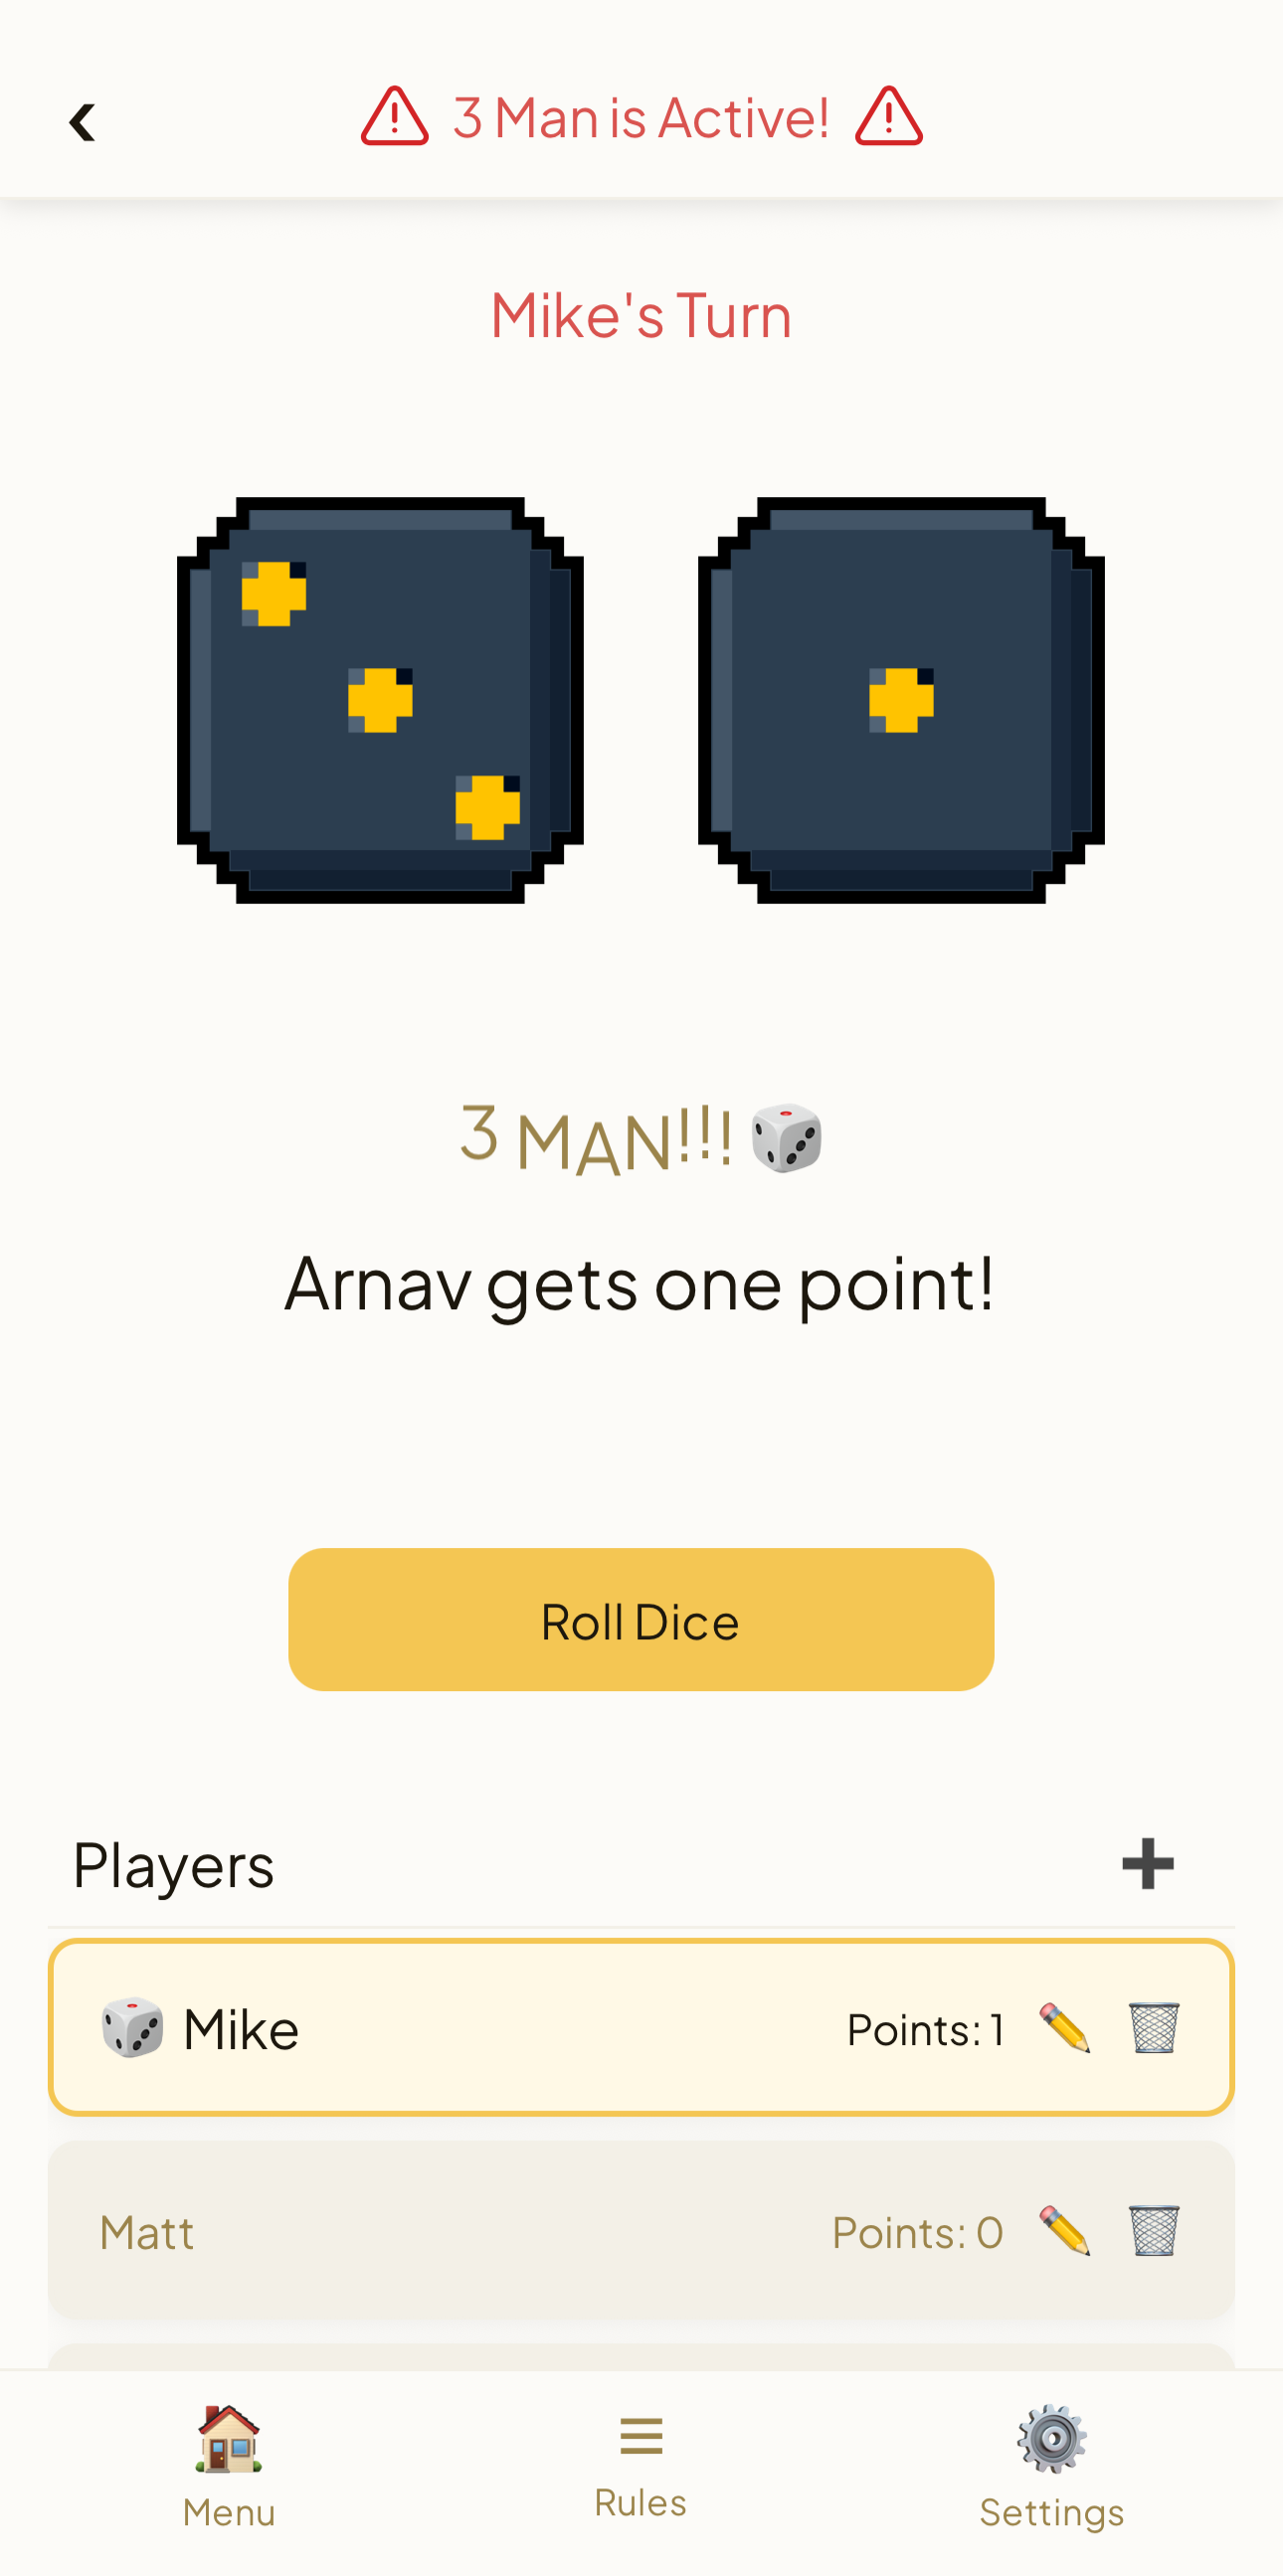 3 Man is Active!
Mike's Turn
3 MAN!!!
Arnav gets one point!
Roll Dice
Players
Mike Points: 1
Matt Points: 0
Menu Rules Settings